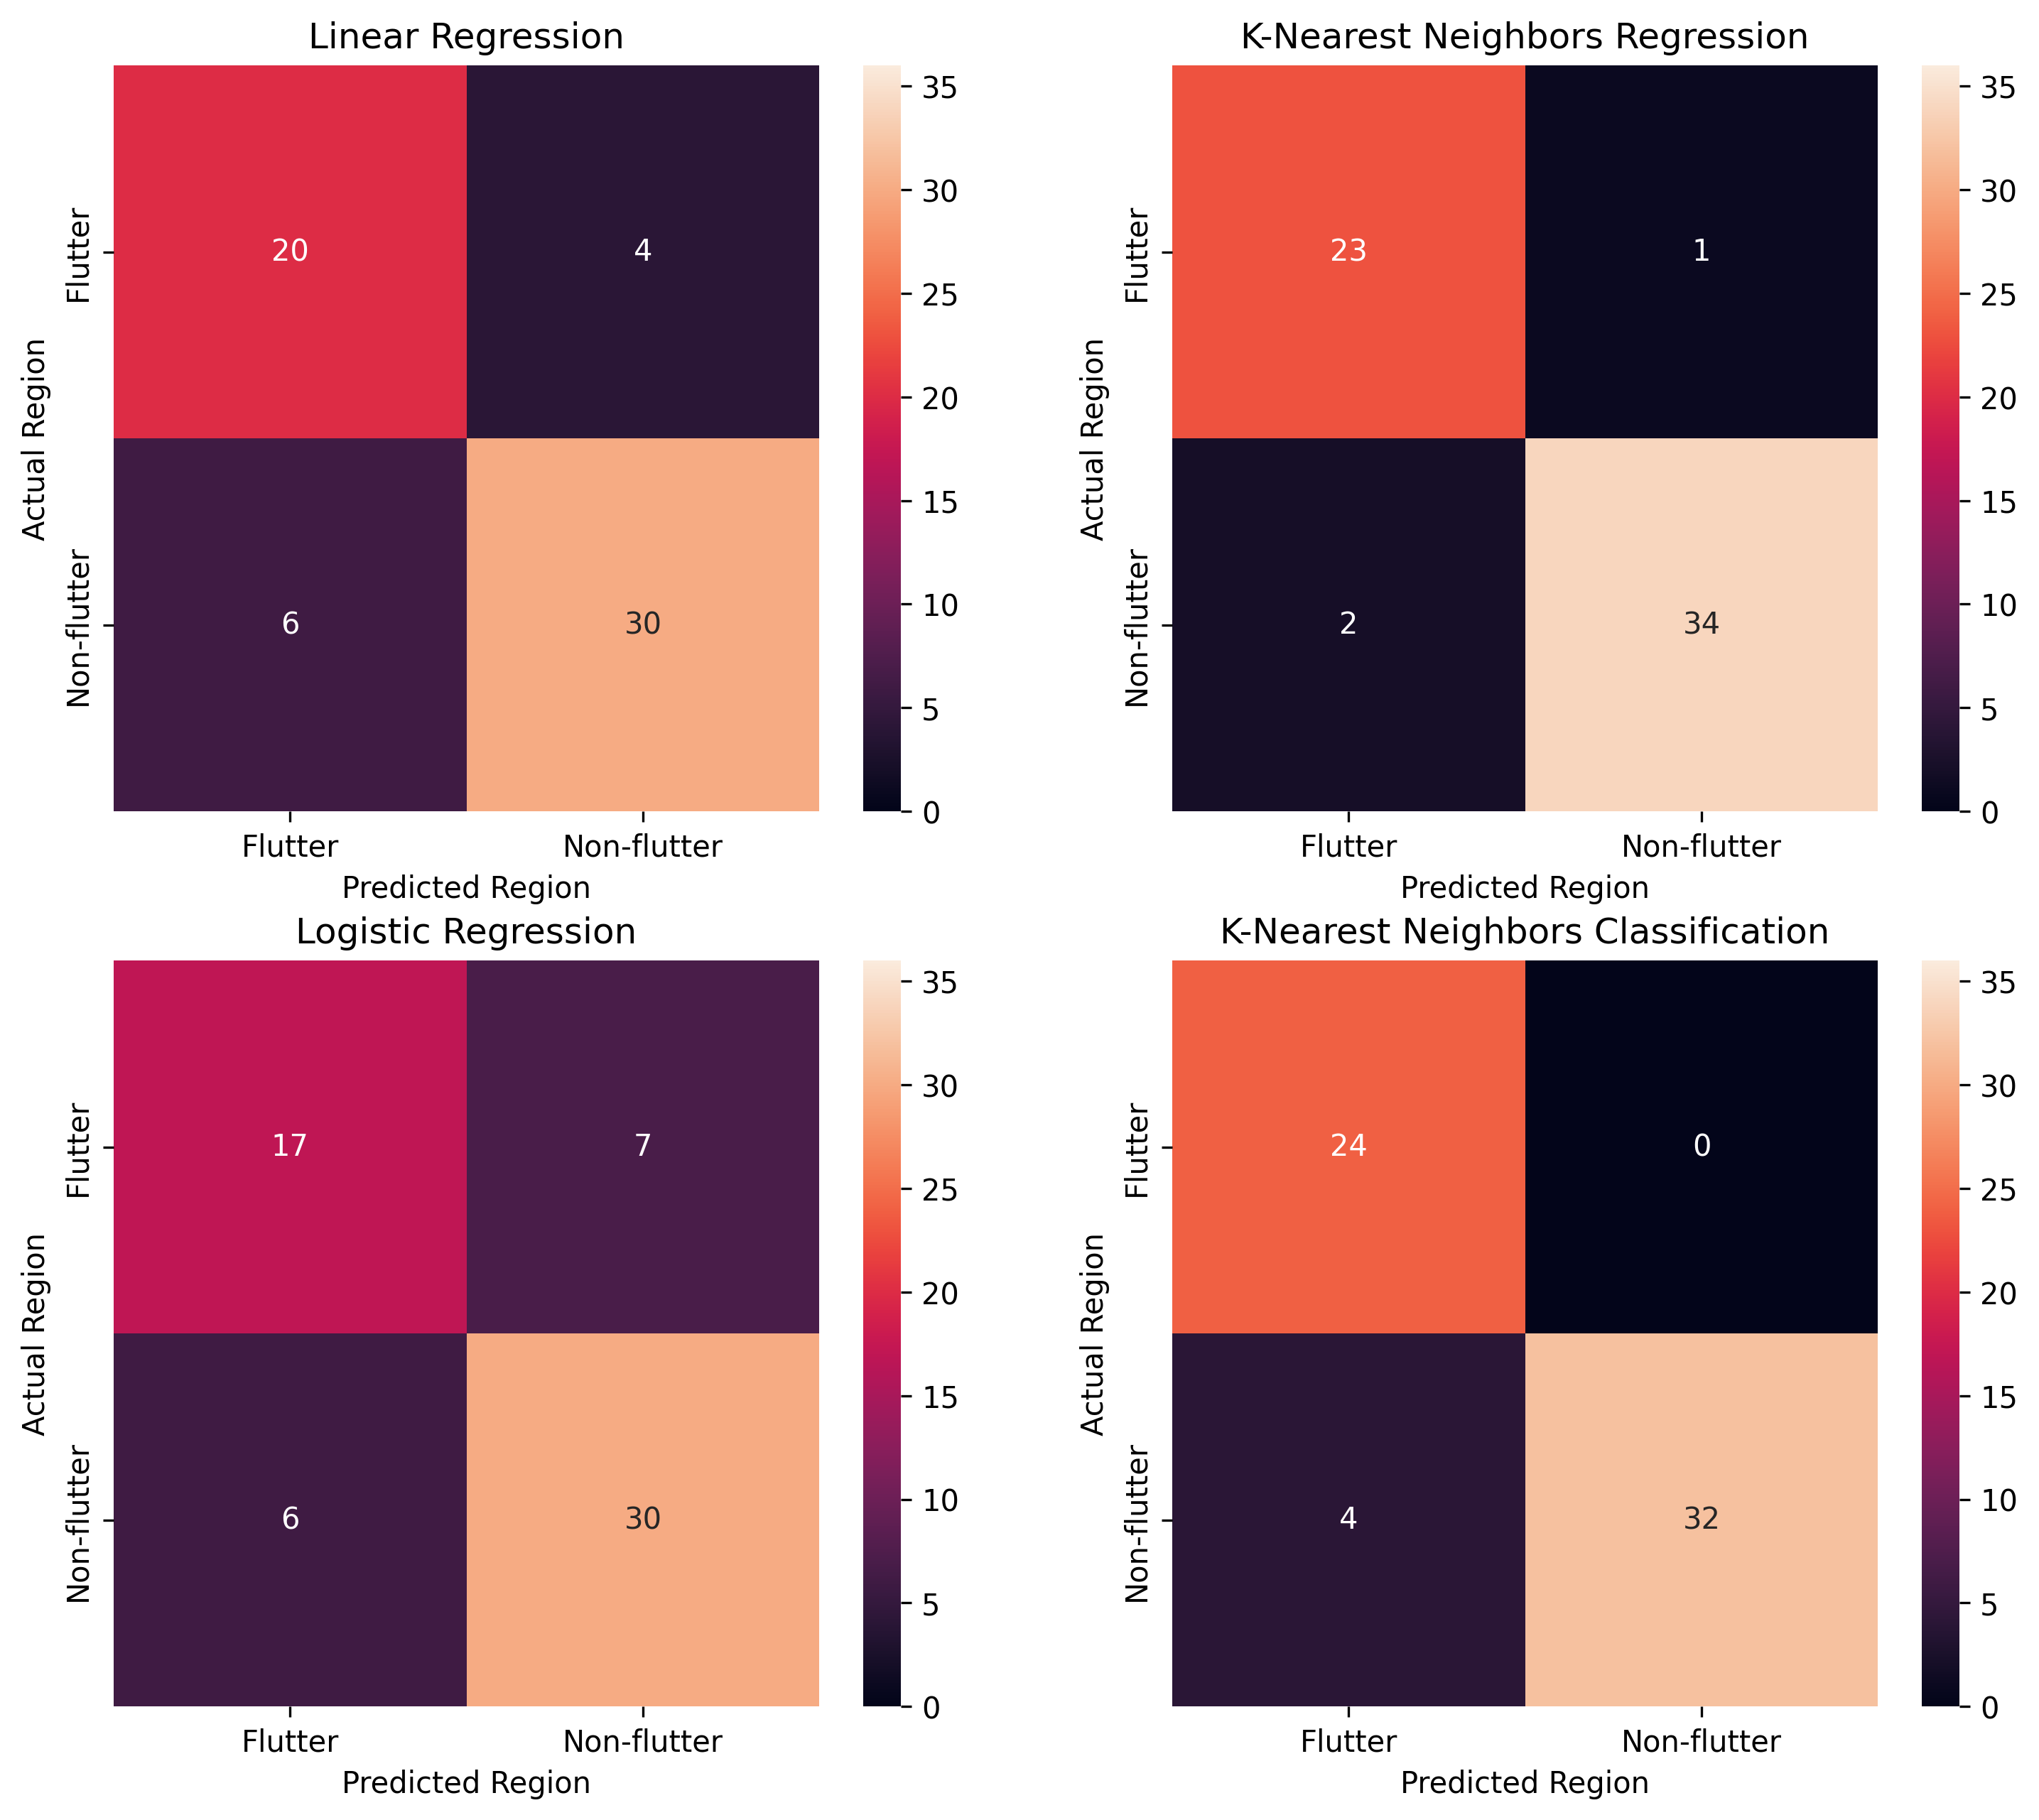 Linear Regression
Flutter
Non-flutter
Actual Region
20
4
6
30
Flutter
Non-flutter
Predicted Region
35
30
25
20
15
10
5
0
K-Nearest Neighbors Regression
Flutter
Non-flutter
Actual Region
23
1
2
34
Flutter
Non-flutter
Predicted Region
35
30
25
20
15
10
5
0
Logistic Regression
Flutter
Non-flutter
Actual Region
17
7
6
30
Flutter
Non-flutter
Predicted Region
35
30
25
20
15
10
5
0
K-Nearest Neighbors Classification
Flutter
Non-flutter
Actual Region
24
0
4
32
Flutter
Non-flutter
Predicted Region
35
30
25
20
15
10
5
0